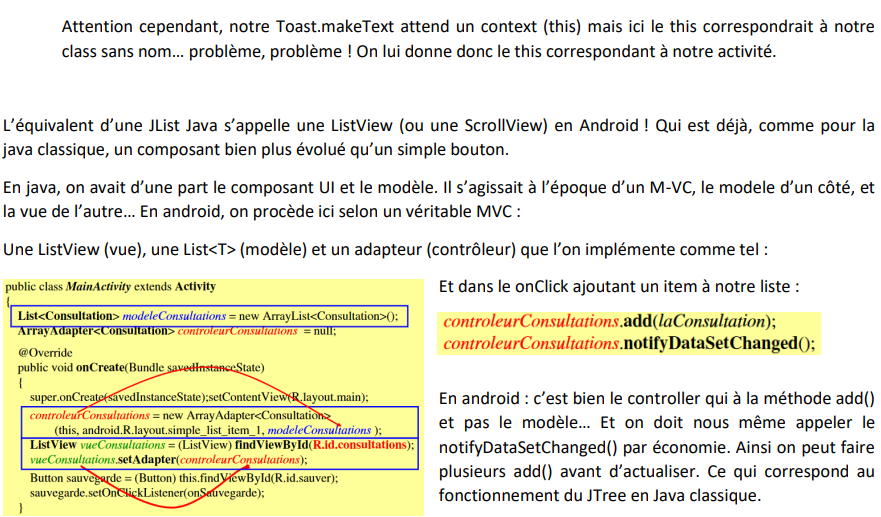 Attention cependant, notre Toast.makeText attend un context (this) mais ici le this correspondrait à notre
class sans nom… problème, problème ! On lui donne donc le this correspondant à notre activité.
L’équivalent d’une JList Java s’appelle une ListView (ou une ScrollView) en Android ! Qui est déjà, comme pour la
java classique, un composant bien plus évolué qu’un simple bouton.
En java, on avait d’une part le composant UI et le modèle. Il s’agissait à l’époque d’un M-VC, le modele d’un côté, et
la vue de l’autre… En android, on procède ici selon un véritable MVC :
Une ListView (vue), une List<T> (modèle) et un adapteur (contrôleur) que l’on implémente comme tel :
public class MainActivity extends Activity
{
List<Consultation> modeleConsultations = new ArrayList<Consultation>();
ArrayAdapter<Consultation> controleurConsultations = null;
@Override
public void onCreate(Bundle savedInstanceState)
{
super.onCreate(savedInstanceState);setContentView(R.layout.main);
controleurConsultations = new ArrayAdapter<Consultation>
(this, android.R.layout.simple_list_item_1, modeleConsultations );
ListView vueConsultations = (ListView) findViewById(R.id.consultations);
vueConsultations.setAdapter(controleurConsultations);
Button sauvegarde = (Button) this.findViewById(R.id.sauver);
sauvegarde.setOnClickListener(onSauvegarde);
}
Et dans le onClick ajoutant un item à notre liste :
controleurConsultations.add(laConsultation);
controleurConsultations.notifyDataSetChanged();
En android : c’est bien le controller qui à la méthode add()
et pas le modèle… Et on doit nous même appeler le
notifyDataSetChanged() par économie. Ainsi on peut faire
plusieurs add() avant d’actualiser. Ce qui correspond au
fonctionnement du JTree en Java classique.